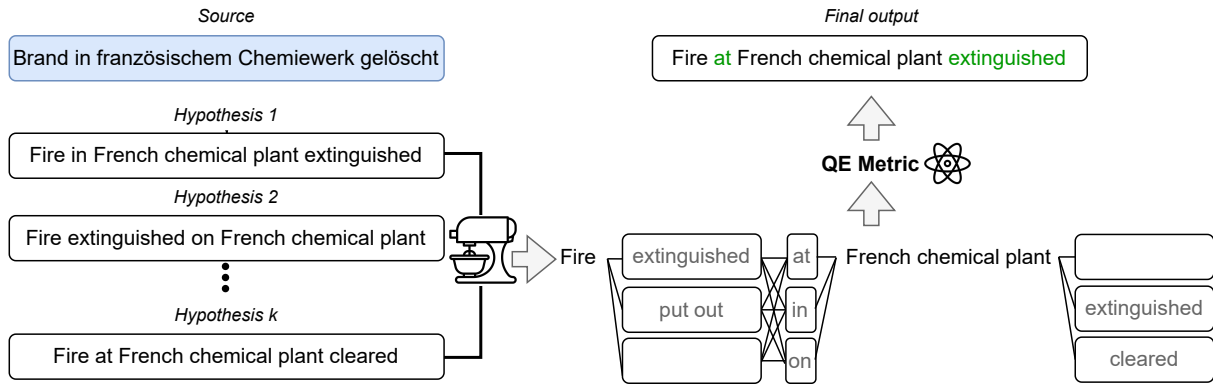 Source
Brand in französischem Chemiewerk gelöscht
Hypothesis 1
Fire in French chemical plant extinguished
Hypothesis 2
Fire extinguished on French chemical plant
Hypothesis k
Fire at French chemical plant cleared
Final output
Fire at French chemical plant extinguished
QE Metric
Fire extinguished at French chemical plant
put out in extinguished
on cleared